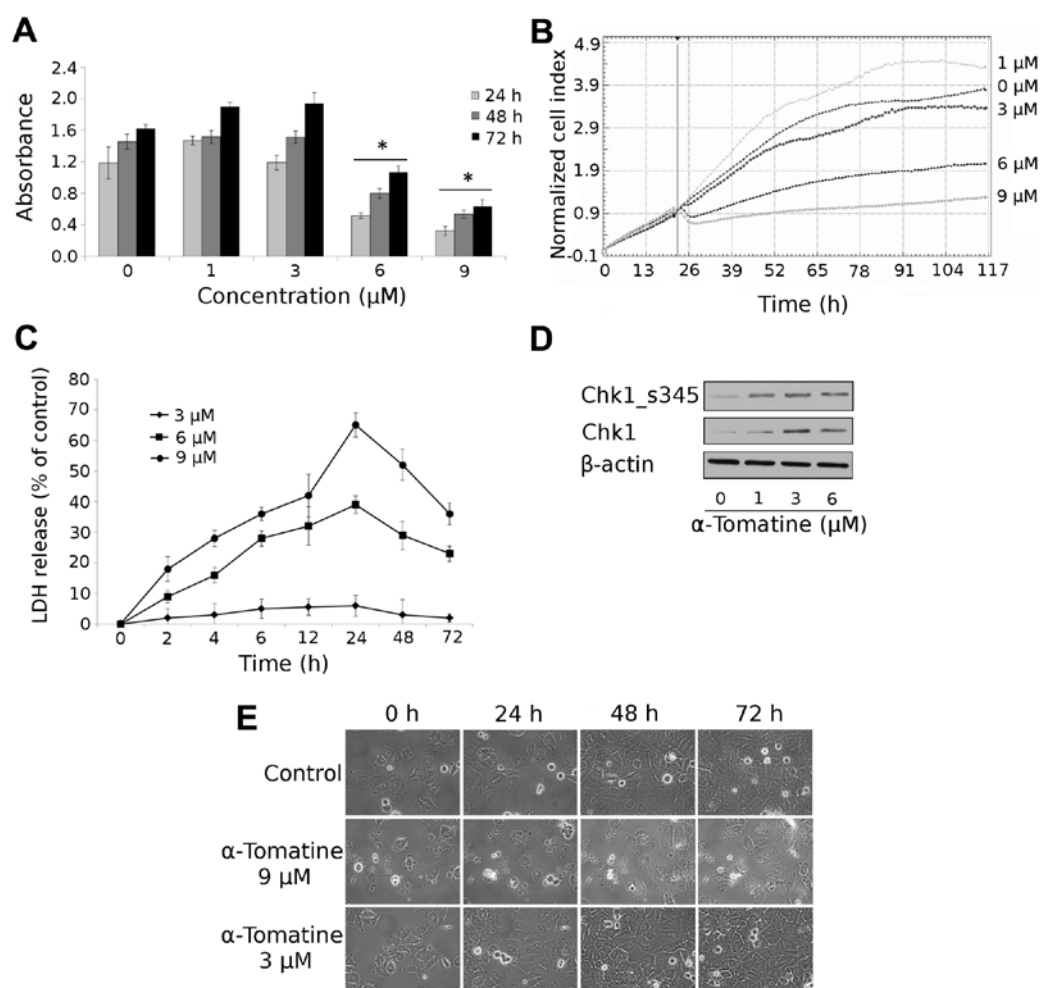 A
Absorbance
2.4
2.0
1.6
1.2
0.8
0.4
0.0
24 h
48 h
72 h
*
*
0 1 3 6 9
Concentration (µM)
B
Normalized cell index
4.9
3.9
2.9
1.9
0.9
-0.1
1 µM
0 µM
3 µM
6 µM
9 µM
0 13 26 39 52 65 78 91 104 117
Time (h)
C
LDH release (% of control)
80
70
60
50
40
30
20
10
0
3 µM
6 µM
9 µM
0 2 4 6 12 24 48 72
Time (h)
D
Chk1_s345
Chk1
β-actin
0 1 3 6
α-Tomatine (µM)
E
0 h 24 h 48 h 72 h
Control
α-Tomatine
9 µM
α-Tomatine
3 µM